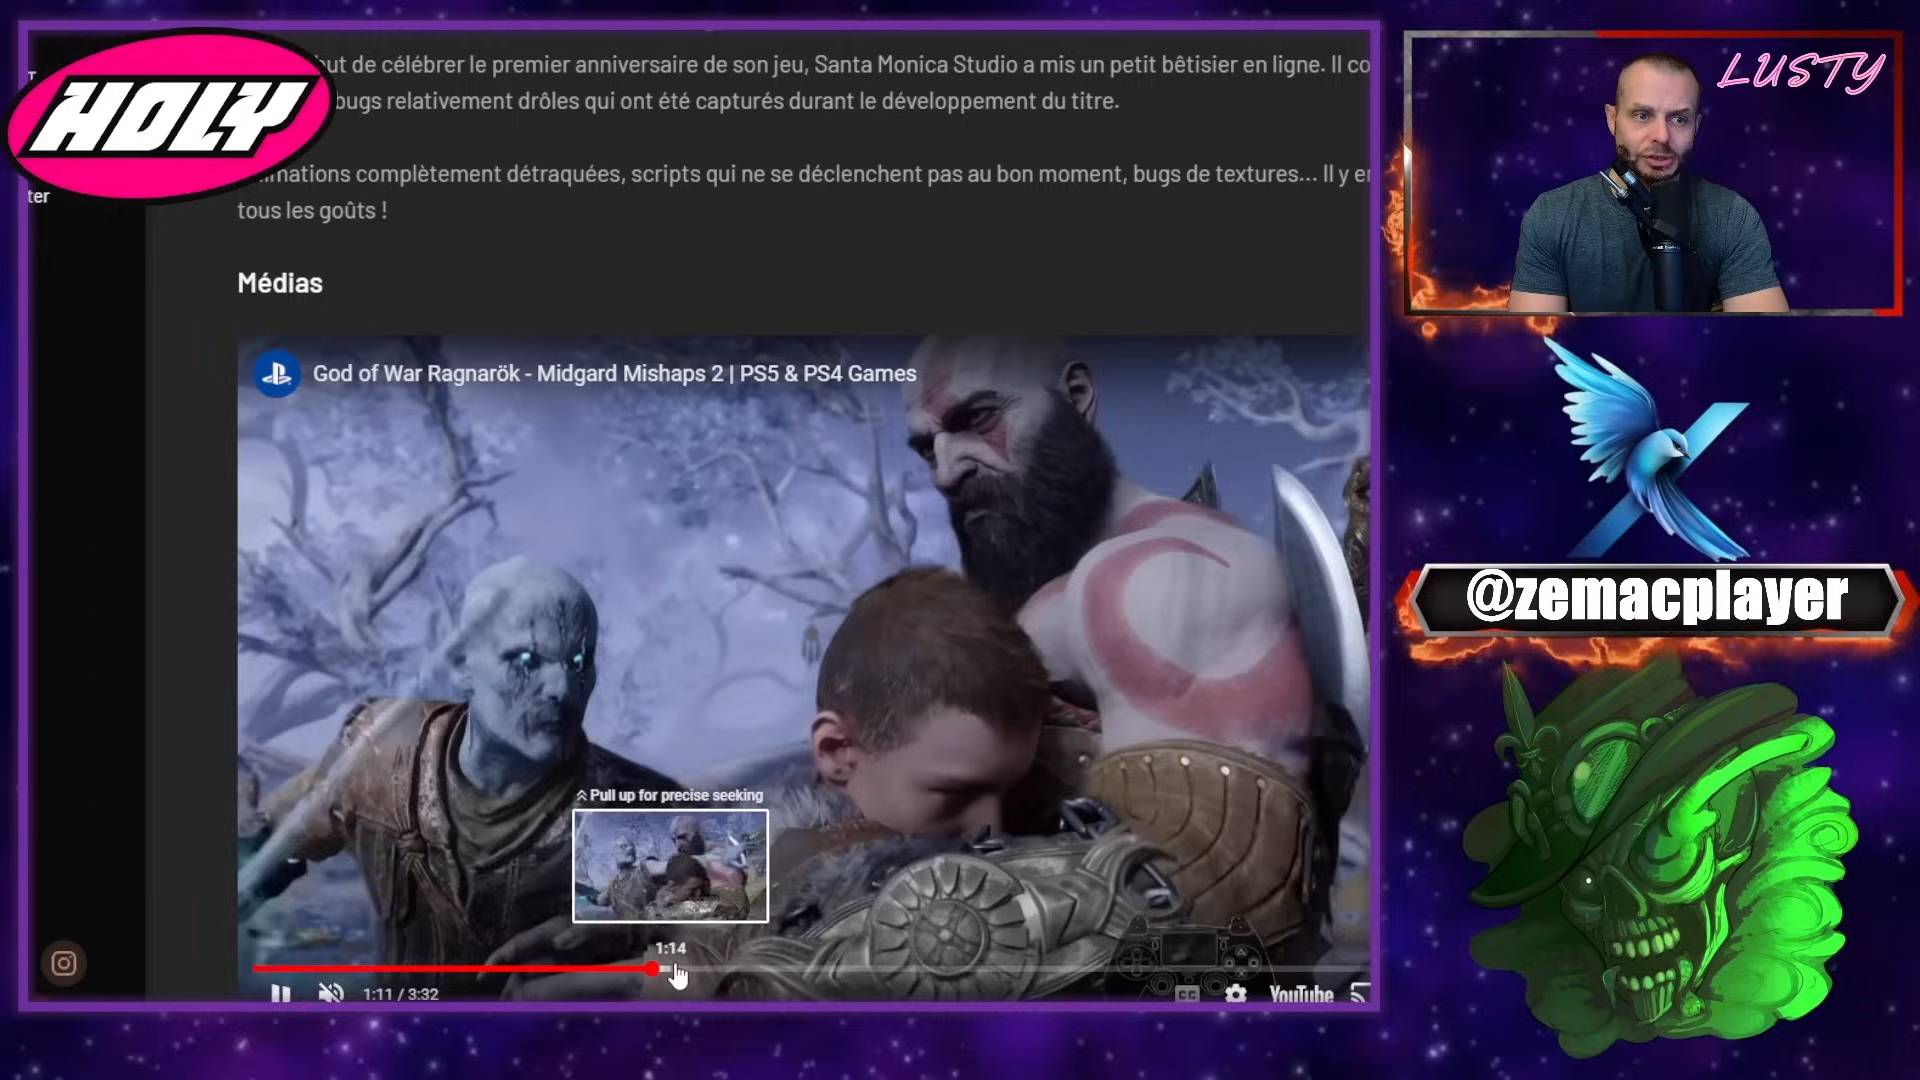 HOLY
but de célébrer le premier anniversaire de son jeu, Santa Monica Studio a mis un petit bêtisier en ligne. Il co
bugs relativement drôles qui ont été capturés durant le développement du titre.
imations complètement détraquées, scripts qui ne se déclenchent pas au bon moment, bugs de textures... Il y en
tous les goûts !
ter
Médias
God of War Ragnarök - Midgard Mishaps 2 | PS5 & PS4 Games
Pull up for precise seeking
1:14
1:11 / 3:32
CC
YouTube
LUSTY
@zemacplayer